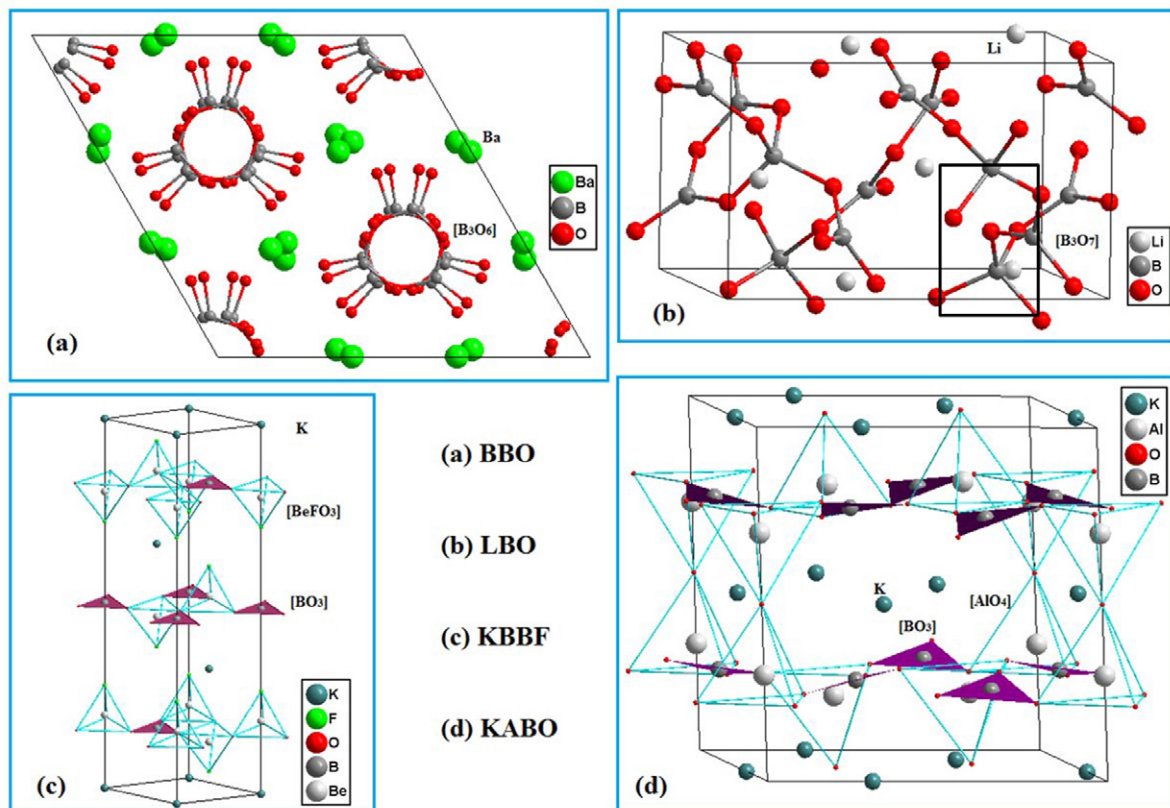 Ba
[B₃O₆]
Ba
B
O
(a)
Li
[B₃O₇]
Li
B
O
(b)
K
[BeFO₃]
[BO₃]
K
F
O
B
Be
(c)
(a) BBO
(b) LBO
(c) KBBF
(d) KABO
K
[AlO₄]
[BO₃]
K
Al
O
B
(d)